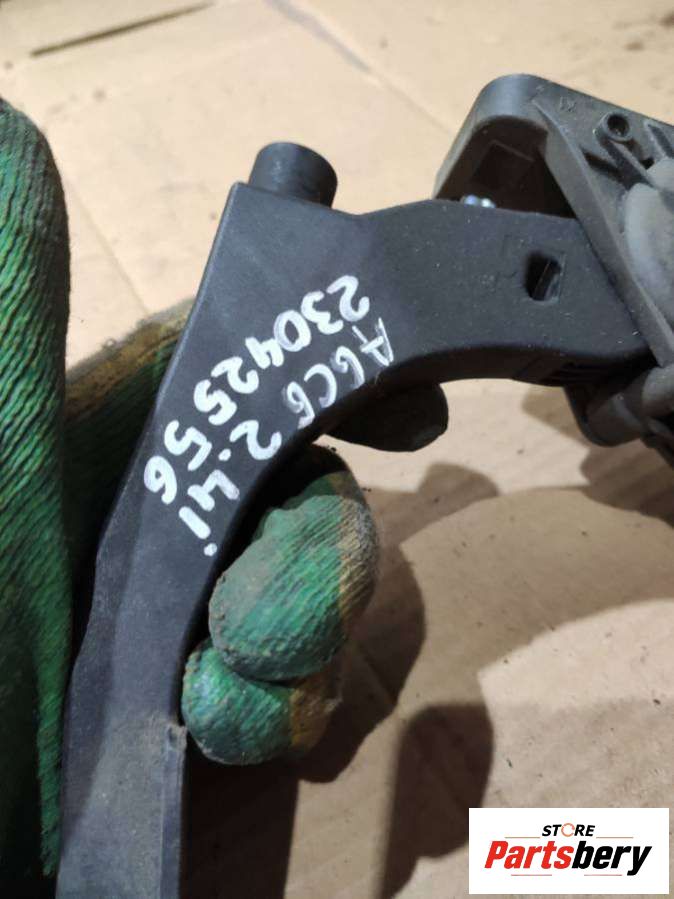 A6C6 2.4i
23042556
STORE
Partsbery